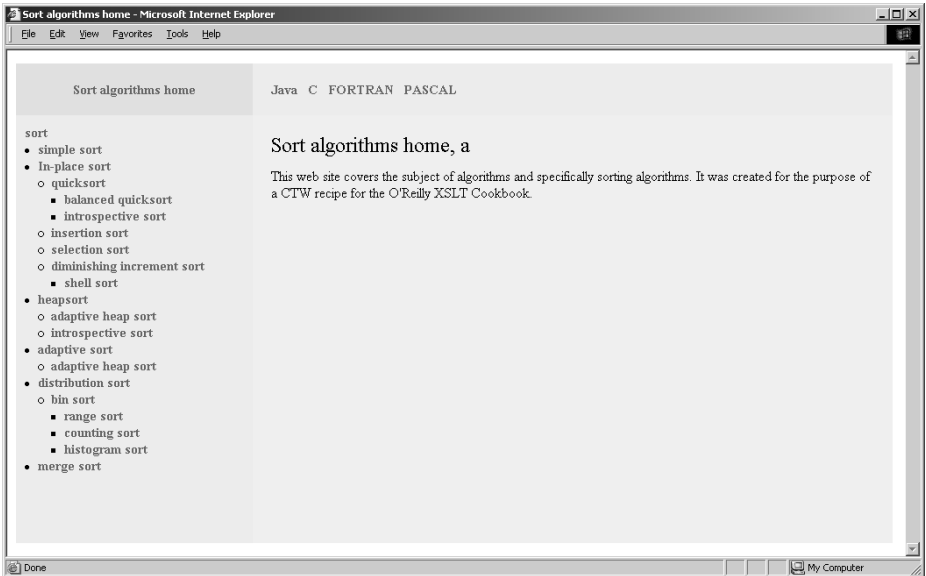 Sort algorithms home - Microsoft Internet Explorer
File Edit View Favorites Tools Help
Sort algorithms home
Java C FORTRAN PASCAL
sort
simple sort
In-place sort
quicksort
balanced quicksort
introspective sort
insertion sort
selection sort
diminishing increment sort
shell sort
heapsort
adaptive heap sort
introspective sort
adaptive sort
adaptive heap sort
distribution sort
bin sort
range sort
counting sort
histogram sort
merge sort
Sort algorithms home, a
This web site covers the subject of algorithms and specifically sorting algorithms. It was created for the purpose of
a CTW recipe for the O'Reilly XSLT Cookbook.
Done
My Computer